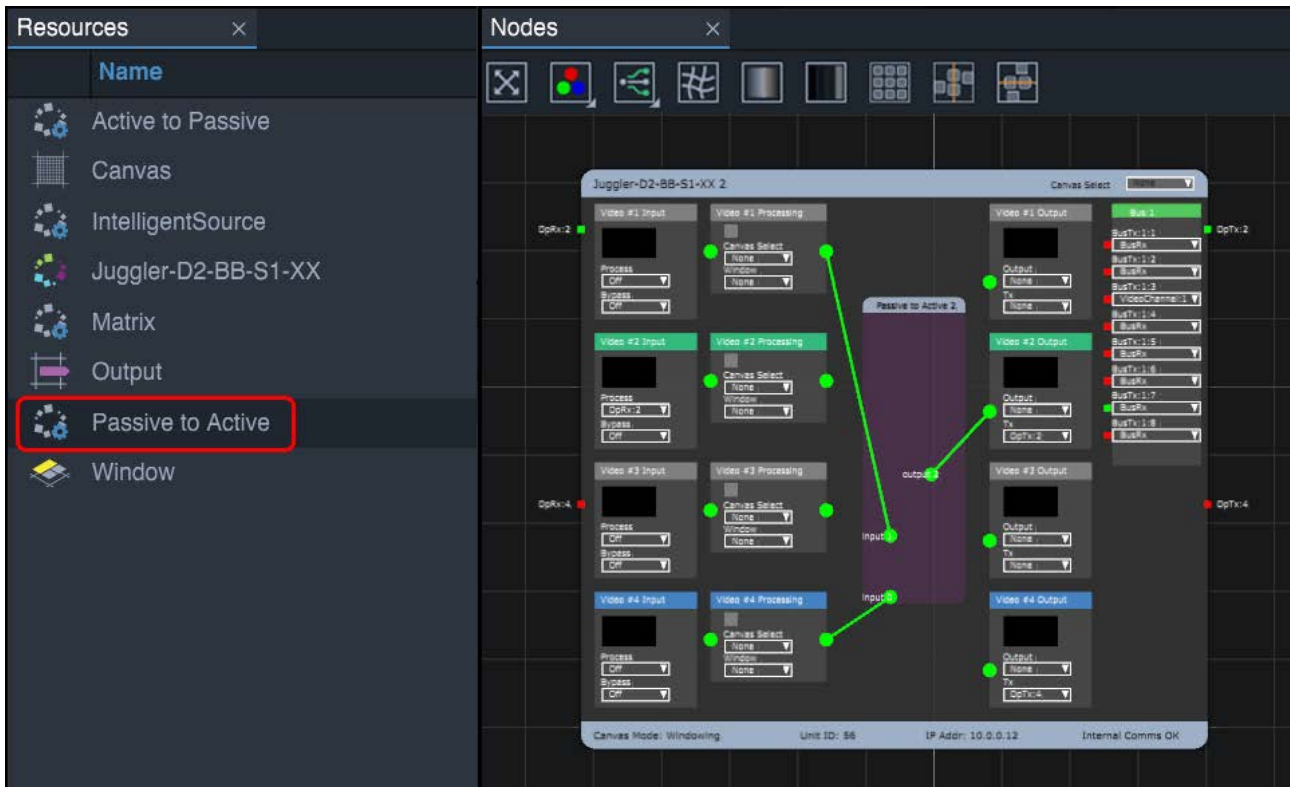 Resources ×
Name
Active to Passive
Canvas
IntelligentSource
Juggler-D2-BB-S1-XX
Matrix
Output
Passive to Active
Window
Nodes ×
Juggler-D2-BB-S1-XX 2
Canvas Select None
DpRx:2
DpRx:4
Video #1 Input
Process
Off
Bypass
Off
Video #1 Processing
Canvas Select
None
Window
None
Video #2 Input
Process
DpRx:2
Bypass
Off
Video #2 Processing
Canvas Select
None
Window
None
Video #3 Input
Process
Off
Bypass
Off
Video #3 Processing
Canvas Select
None
Window
None
Video #4 Input
Process
Off
Bypass
Off
Video #4 Processing
Canvas Select
None
Window
None
Passive to Active 2
output
Input 1
Input 0
Video #1 Output
Output
None
Tx
None
Video #2 Output
Output
None
Tx
DpTx:2
Video #3 Output
Output
None
Tx
None
Video #4 Output
Output
None
Tx
DpTx:4
Bus:1
BusTx:1:1
BusRx
BusTx:1:2
BusRx
BusTx:1:3
VideoChannel:1
BusTx:1:4
BusRx
BusTx:1:5
BusRx
BusTx:1:6
BusRx
BusTx:1:7
BusRx
BusTx:1:8
BusRx
DpTx:2
DpTx:4
Canvas Mode: Windowing Unit ID: 56 IP Addr: 10.0.0.12 Internal Comms OK